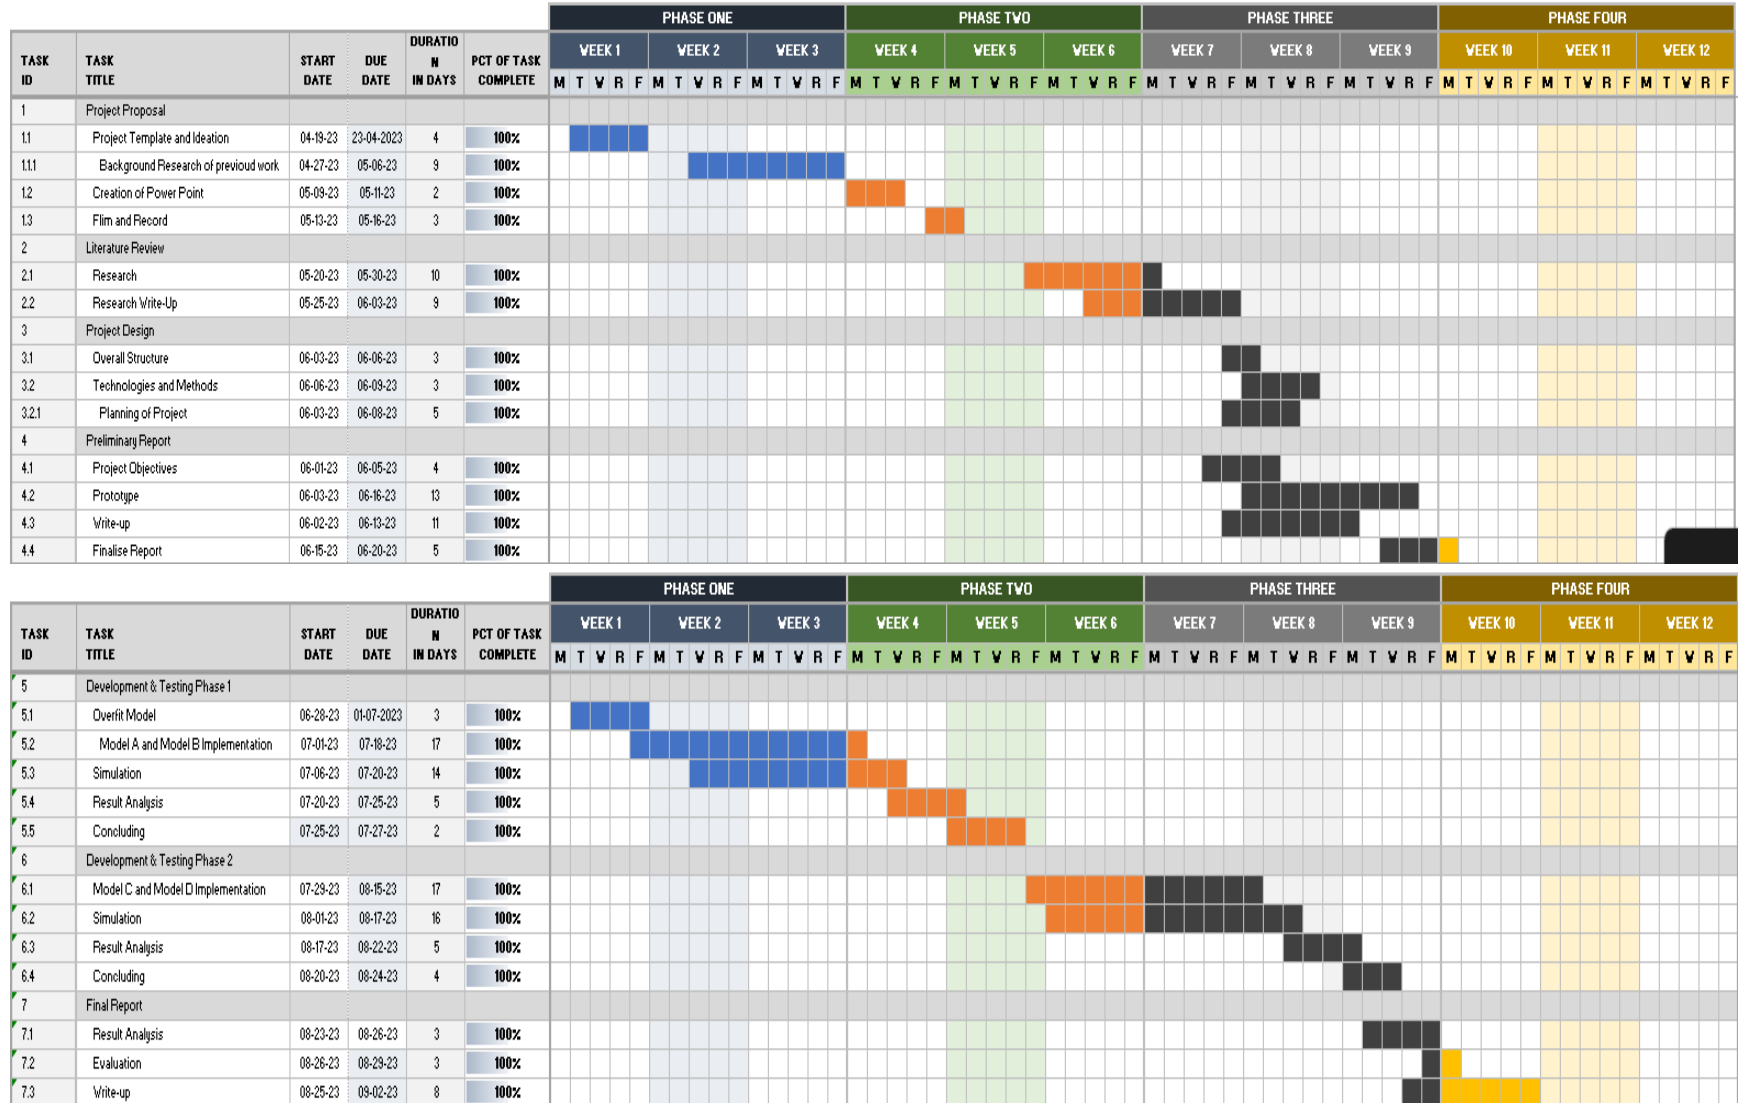 PHASE ONE PHASE TWO PHASE THREE PHASE FOUR
TASK ID TASK TITLE START DATE DUE DATE DURATIO N IN DAYS PCT OF TASK COMPLETE WEEK 1 WEEK 2 WEEK 3 WEEK 4 WEEK 5 WEEK 6 WEEK 7 WEEK 8 WEEK 9 WEEK 10 WEEK 11 WEEK 12
M T W R F M T W R F M T W R F M T W R F M T W R F M T W R F M T W R F M T W R F M T W R F M T W R F M T W R F M T W R F
1 Project Proposal
1.1 Project Template and Ideation 04-19-23 23-04-2023 4 100%
1.1.1 Background Research of previoud work 04-27-23 05-06-23 9 100%
1.2 Creation of Power Point 05-09-23 05-11-23 2 100%
1.3 Flim and Record 05-13-23 05-16-23 3 100%
2 Literature Review
2.1 Research 05-20-23 05-30-23 10 100%
2.2 Research Write-Up 05-25-23 06-03-23 9 100%
3 Project Design
3.1 Overall Structure 06-03-23 06-06-23 3 100%
3.2 Technologies and Methods 06-06-23 06-09-23 3 100%
3.2.1 Planning of Project 06-03-23 06-08-23 5 100%
4 Preliminary Report
4.1 Project Objectives 06-01-23 06-05-23 4 100%
4.2 Prototype 06-03-23 06-16-23 13 100%
4.3 Write-up 06-02-23 06-13-23 11 100%
4.4 Finalise Report 06-15-23 06-20-23 5 100%
PHASE ONE PHASE TWO PHASE THREE PHASE FOUR
TASK ID TASK TITLE START DATE DUE DATE DURATIO N IN DAYS PCT OF TASK COMPLETE WEEK 1 WEEK 2 WEEK 3 WEEK 4 WEEK 5 WEEK 6 WEEK 7 WEEK 8 WEEK 9 WEEK 10 WEEK 11 WEEK 12
M T W R F M T W R F M T W R F M T W R F M T W R F M T W R F M T W R F M T W R F M T W R F M T W R F M T W R F M T W R F
5 Development & Testing Phase 1
5.1 Overfit Model 06-28-23 01-07-2023 3 100%
5.2 Model A and Model B Implementation 07-01-23 07-18-23 17 100%
5.3 Simulation 07-06-23 07-20-23 14 100%
5.4 Result Analysis 07-20-23 07-25-23 5 100%
5.5 Concluding 07-25-23 07-27-23 2 100%
6 Development & Testing Phase 2
6.1 Model C and Model D Implementation 07-29-23 08-15-23 17 100%
6.2 Simulation 08-01-23 08-17-23 16 100%
6.3 Result Analysis 08-17-23 08-22-23 5 100%
6.4 Concluding 08-20-23 08-24-23 4 100%
7 Final Report
7.1 Result Analysis 08-23-23 08-26-23 3 100%
7.2 Evaluation 08-26-23 08-29-23 3 100%
7.3 Write-up 08-25-23 09-02-23 8 100%